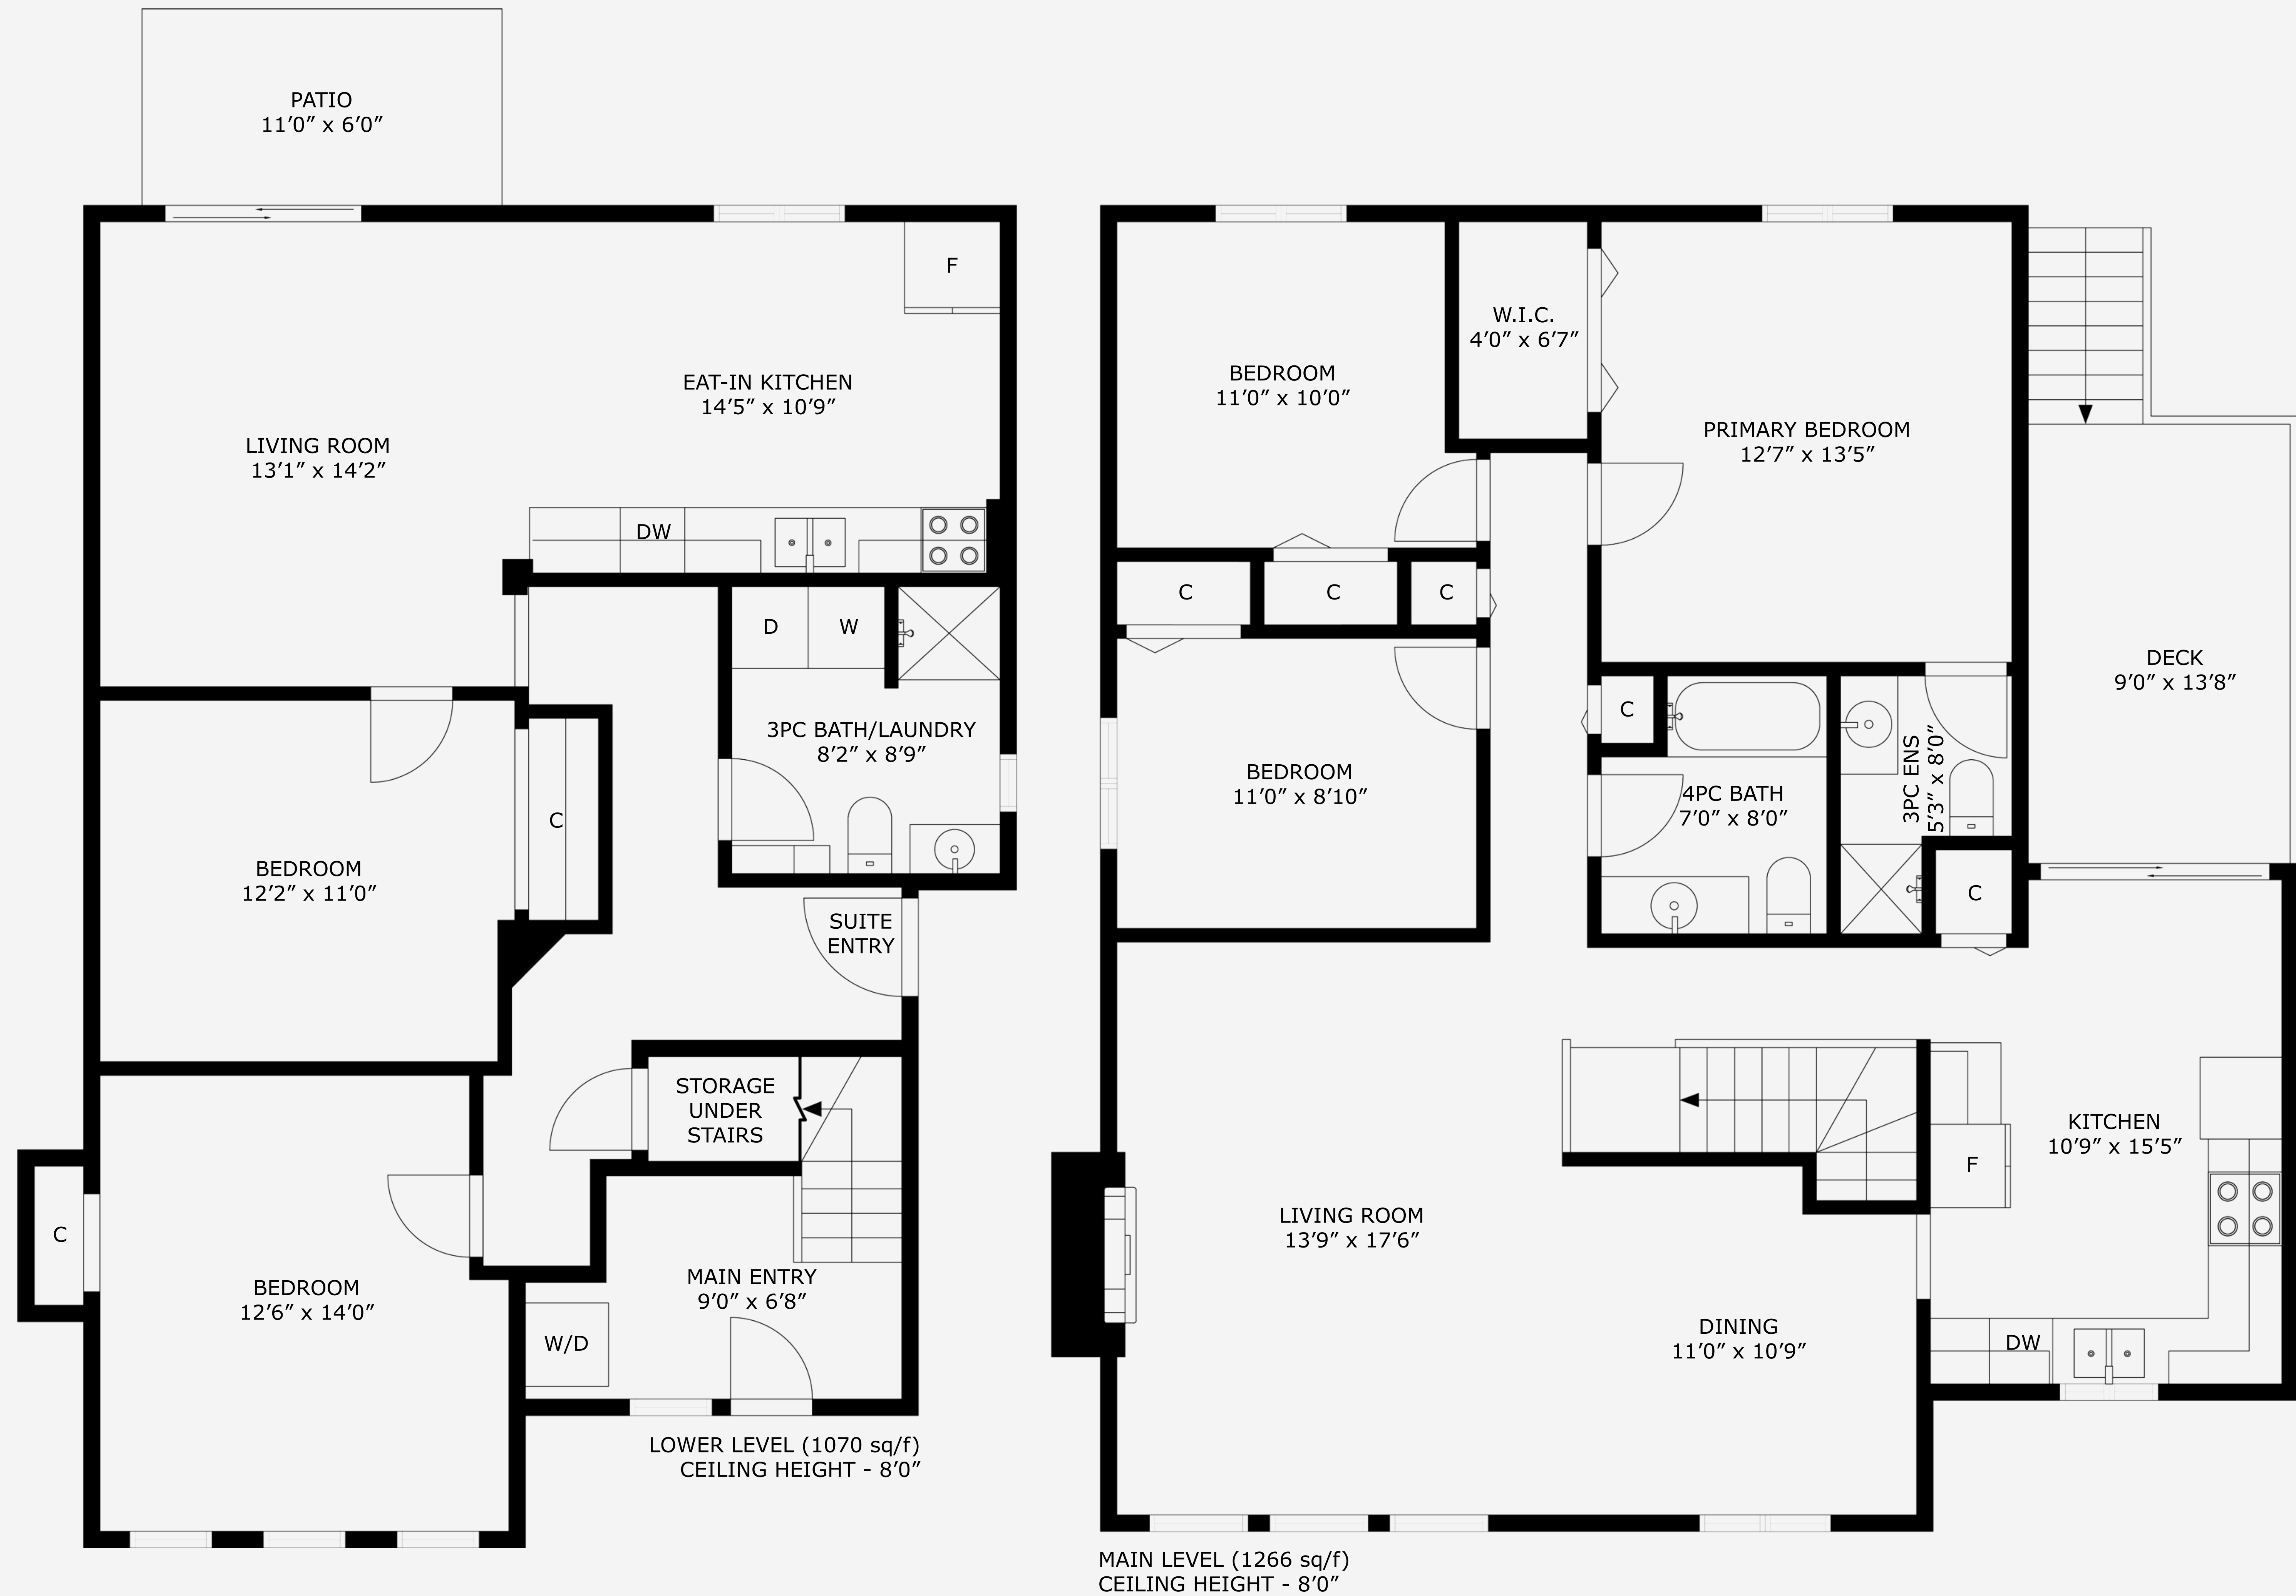 PATIO
11′0″ x 6′0″
F
EAT-IN KITCHEN
14′5″ x 10′9″
LIVING ROOM
13′1″ x 14′2″
DW
D
W
3PC BATH/LAUNDRY
8′2″ x 8′9″
C
BEDROOM
12′2″ x 11′0″
SUITE
ENTRY
STORAGE
UNDER
STAIRS
C
BEDROOM
12′6″ x 14′0″
MAIN ENTRY
9′0″ x 6′8″
W/D
LOWER LEVEL (1070 sq/f)
CEILING HEIGHT - 8′0″
W.I.C.
4′0″ x 6′7″
BEDROOM
11′0″ x 10′0″
PRIMARY BEDROOM
12′7″ x 13′5″
C
C
C
DECK
9′0″ x 13′8″
C
BEDROOM
11′0″ x 8′10″
4PC BATH
7′0″ x 8′0″
3PC ENS
5′3″ x 8′0″
C
KITCHEN
10′9″ x 15′5″
F
LIVING ROOM
13′9″ x 17′6″
DINING
11′0″ x 10′9″
DW
MAIN LEVEL (1266 sq/f)
CEILING HEIGHT - 8′0″